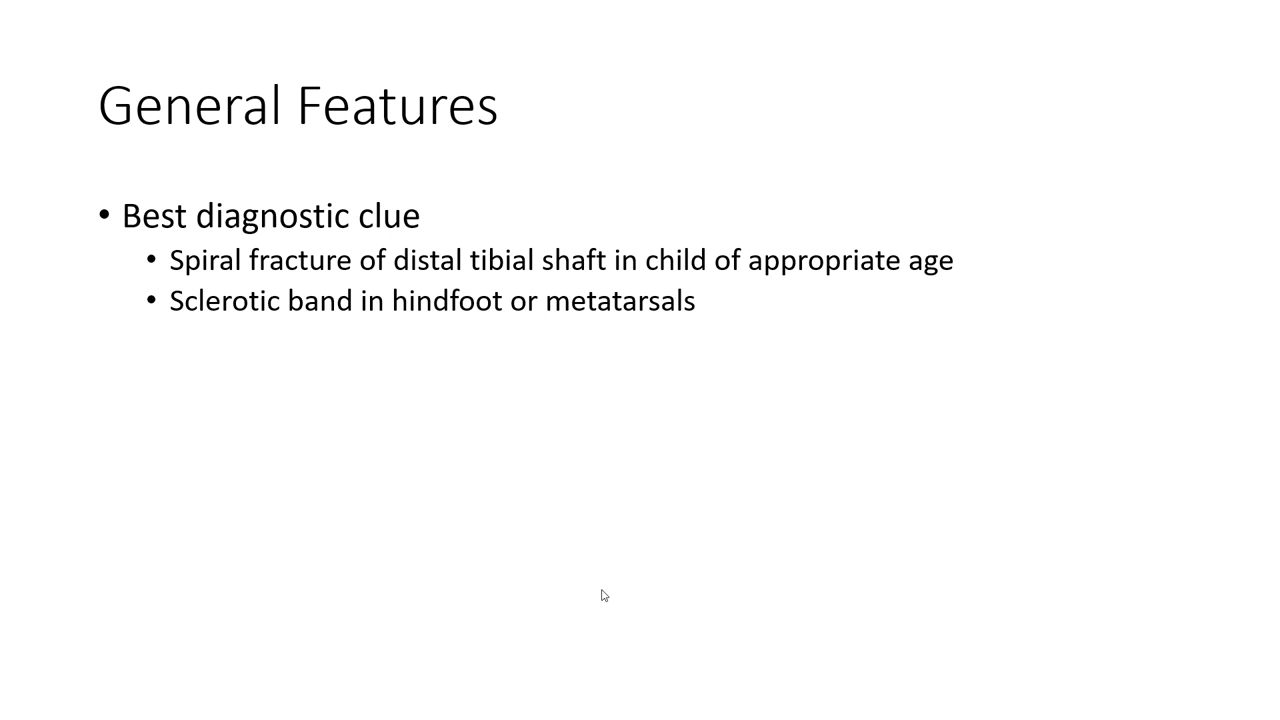 General Features
• Best diagnostic clue
• Spiral fracture of distal tibial shaft in child of appropriate age
• Sclerotic band in hindfoot or metatarsals